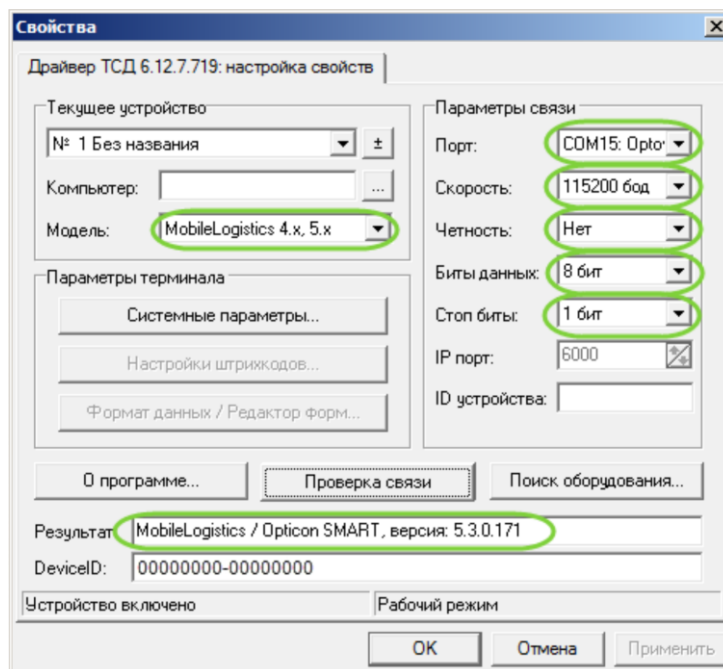 Свойства
Драйвер ТСД 6.12.7.719: настройка свойств
Текущее устройство
№ 1 Без названия
±
Компьютер:
...
Модель:
MobileLogistics 4.x, 5.x
Параметры терминала
Системные параметры...
Настройки штрихкодов...
Формат данных / Редактор форм...
Параметры связи
Порт:
COM15: Opto
Скорость:
115200 бод
Четность:
Нет
Биты данных:
8 бит
Стоп биты:
1 бит
IP порт:
6000
ID устройства:
О программе...
Проверка связи
Поиск оборудования...
Результат
MobileLogistics / Opticon SMART, версия: 5.3.0.171
DeviceID:
00000000-00000000
Устройство включено
Рабочий режим
OK
Отмена
Применить